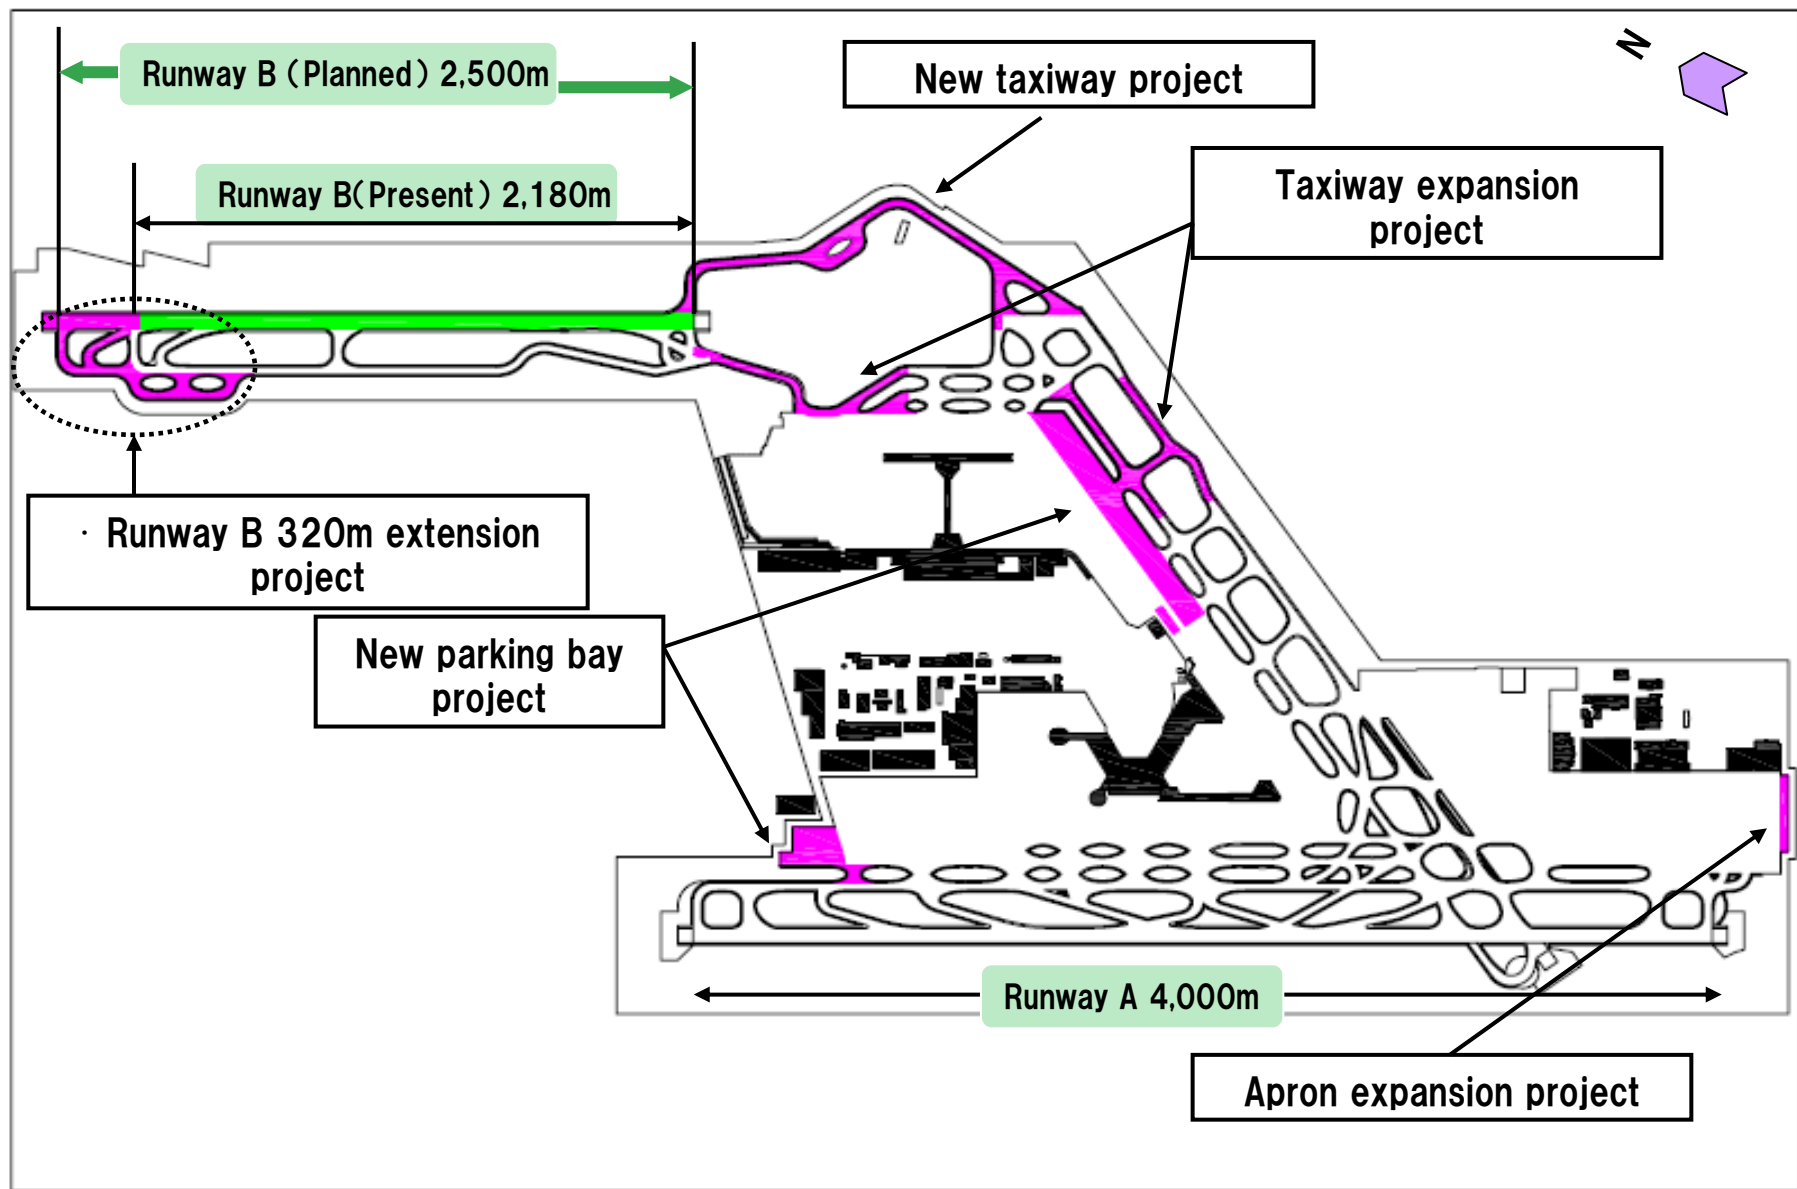 N
Runway B (Planned) 2,500m
New taxiway project
Runway B(Present) 2,180m
Taxiway expansion
project
· Runway B 320m extension
project
New parking bay
project
Runway A 4,000m
Apron expansion project